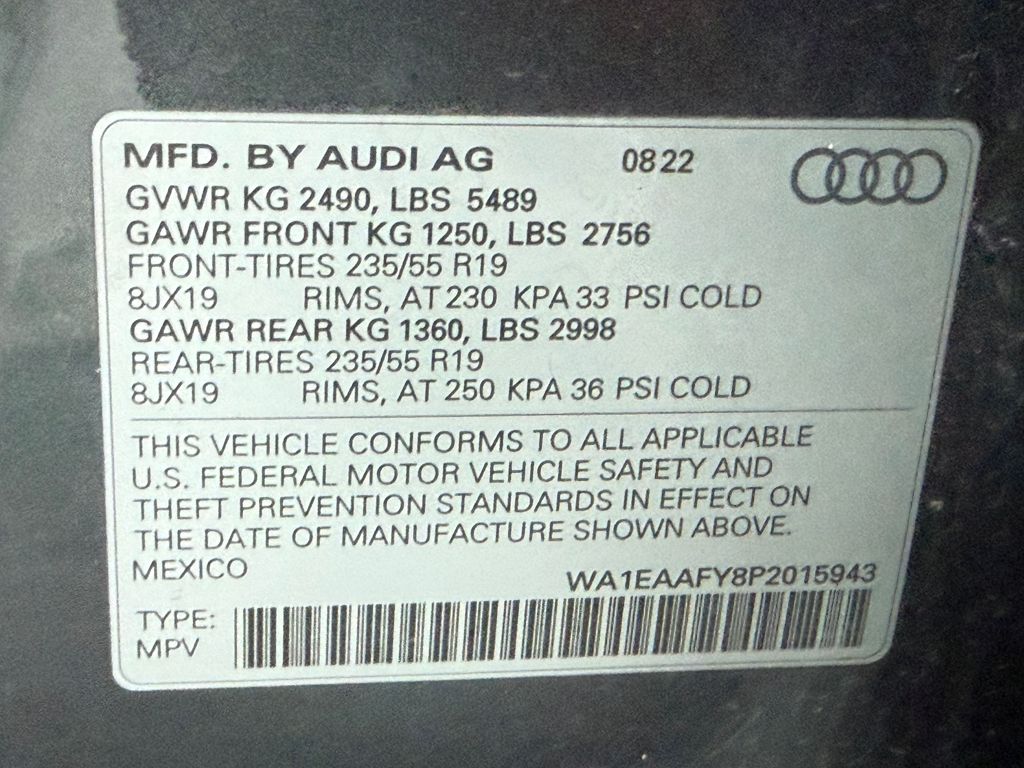 MFD. BY AUDI AG 08 22
GVWR KG 2490, LBS 5489
GAWR FRONT KG 1250, LBS 2756
FRONT-TIRES 235/55 R19
8JX19 RIMS, AT 230 KPA 33 PSI COLD
GAWR REAR KG 1360, LBS 2998
REAR-TIRES 235/55 R19
8JX19 RIMS, AT 250 KPA 36 PSI COLD
THIS VEHICLE CONFORMS TO ALL APPLICABLE
U.S. FEDERAL MOTOR VEHICLE SAFETY AND
THEFT PREVENTION STANDARDS IN EFFECT ON
THE DATE OF MANUFACTURE SHOWN ABOVE.
MEXICO WA1EAAFY8P2015943
TYPE:
MPV